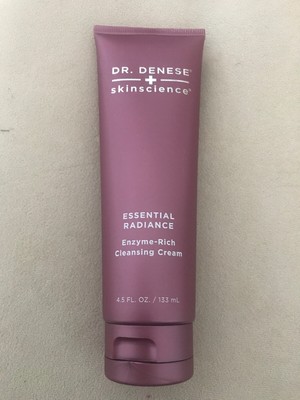 DR. DENESE®
skinscience®
ESSENTIAL
RADIANCE
Enzyme-Rich
Cleansing Cream
4.5 FL. OZ. / 133 mL